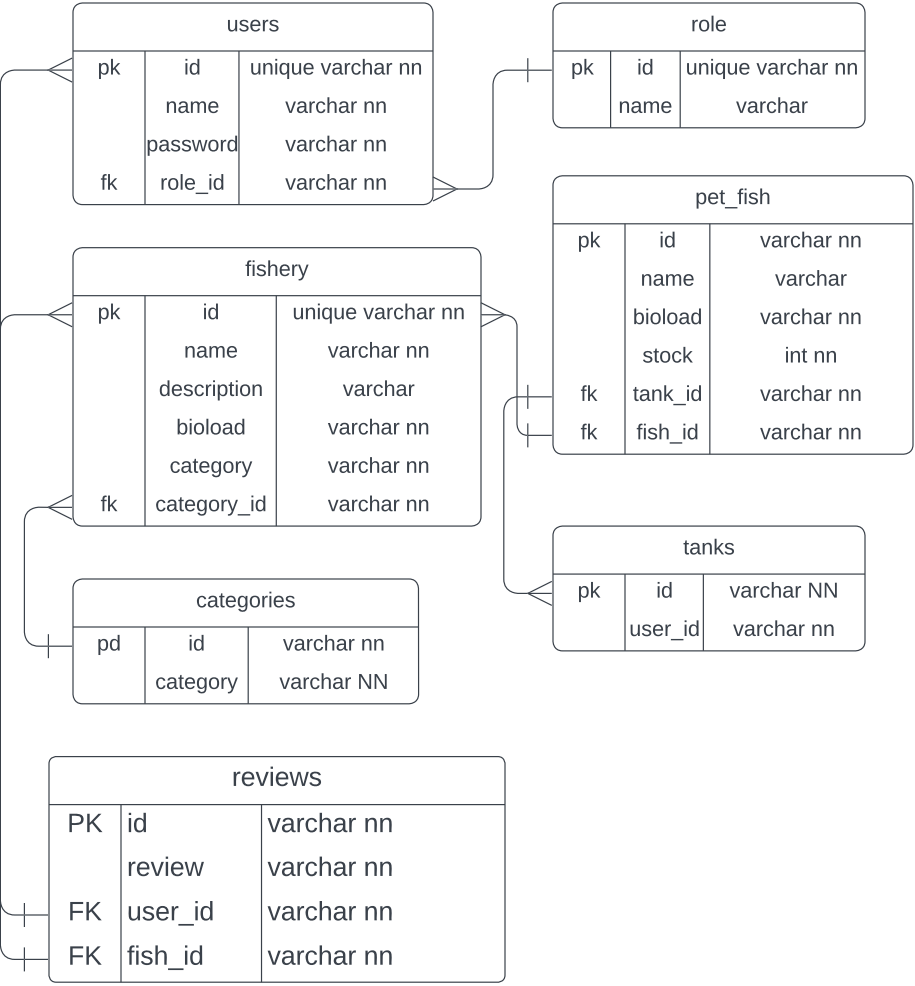 users
pk id unique varchar nn
name varchar nn
password varchar nn
fk role_id varchar nn
role
pk id unique varchar nn
name varchar
pet_fish
pk id varchar nn
name varchar
bioload varchar nn
stock int nn
fk tank_id varchar nn
fk fish_id varchar nn
fishery
pk id unique varchar nn
name varchar nn
description varchar
bioload varchar nn
category varchar nn
fk category_id varchar nn
tanks
pk id varchar NN
user_id varchar nn
categories
pd id varchar nn
category varchar NN
reviews
PK id varchar nn
review varchar nn
FK user_id varchar nn
FK fish_id varchar nn